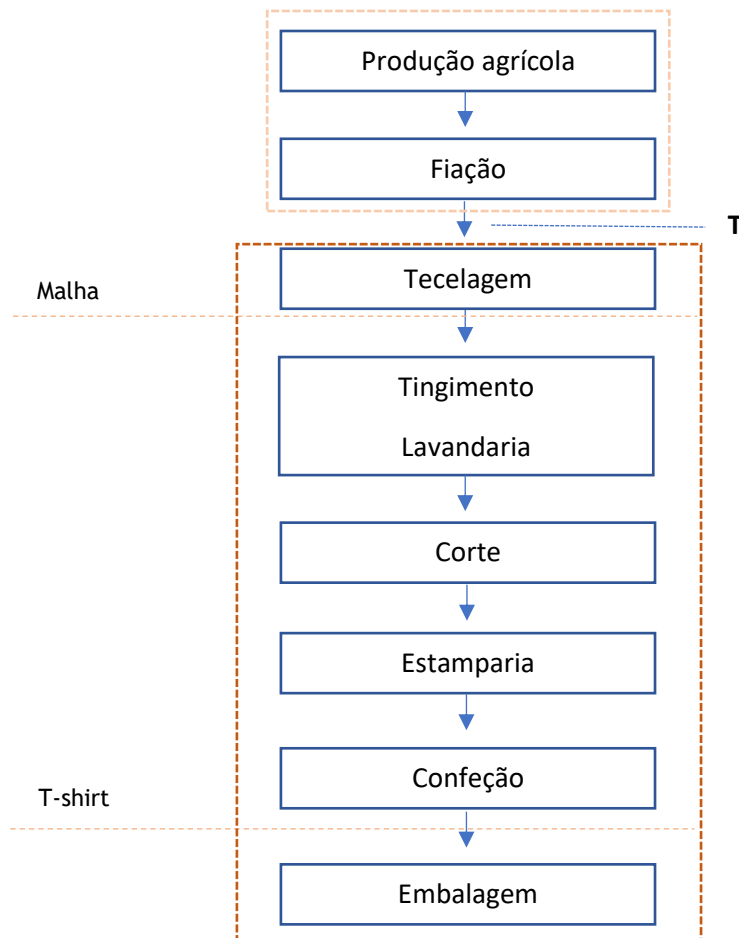 Produção agrícola
Fiação
T
Tecelagem
Malha
Tingimento
Lavandaria
Corte
Estamparia
Confeção
T-shirt
Embalagem